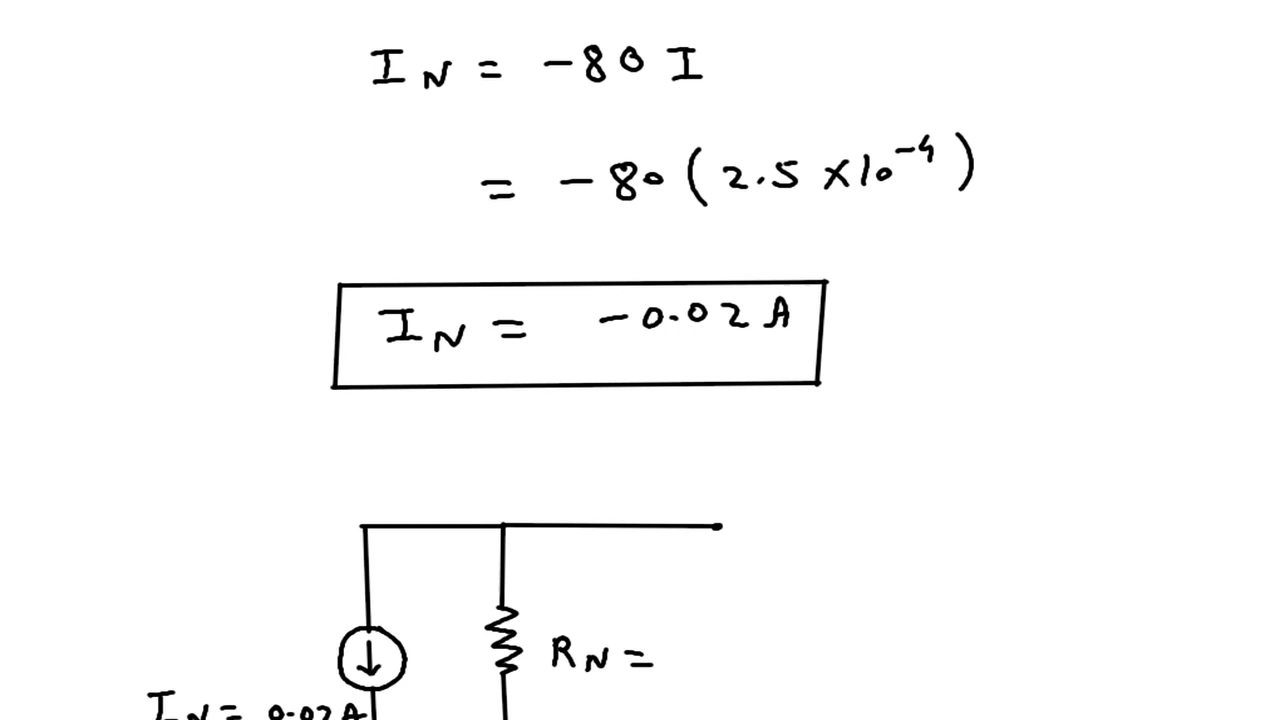 I_N = -80 I
= -80 (2.5 × 10^-4)
I_N = -0.02 A
R_N =
I_N = 0.02 A